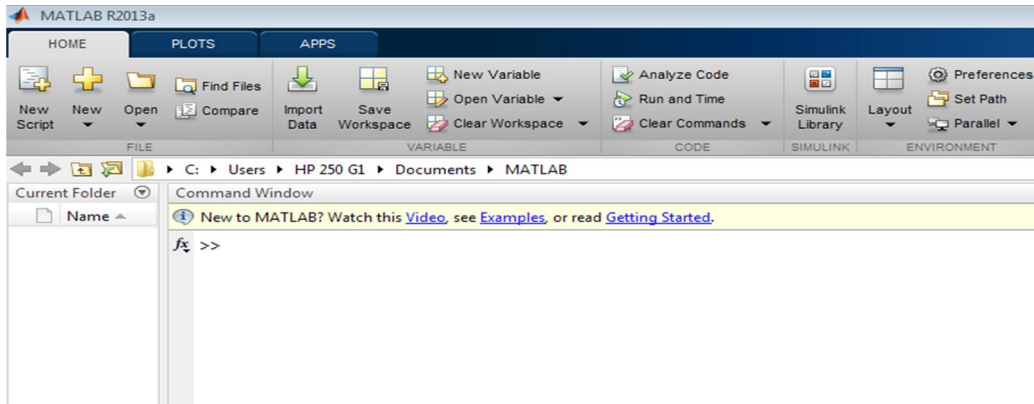 MATLAB R2013a
HOME PLOTS APPS
New Script
New
Open
Find Files
Compare
FILE
Import Data
Save Workspace
New Variable
Open Variable
Clear Workspace
VARIABLE
Analyze Code
Run and Time
Clear Commands
CODE
Simulink Library
SIMULINK
Layout
Preferences
Set Path
Parallel
ENVIRONMENT
C: Users HP 250 G1 Documents MATLAB
Current Folder
Name
Command Window
New to MATLAB? Watch this Video, see Examples, or read Getting Started.
fx >>